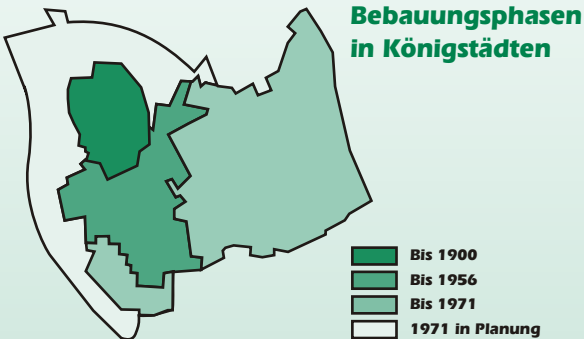 Bebauungsphasen
in Königstädten
Bis 1900
Bis 1956
Bis 1971
1971 in Planung